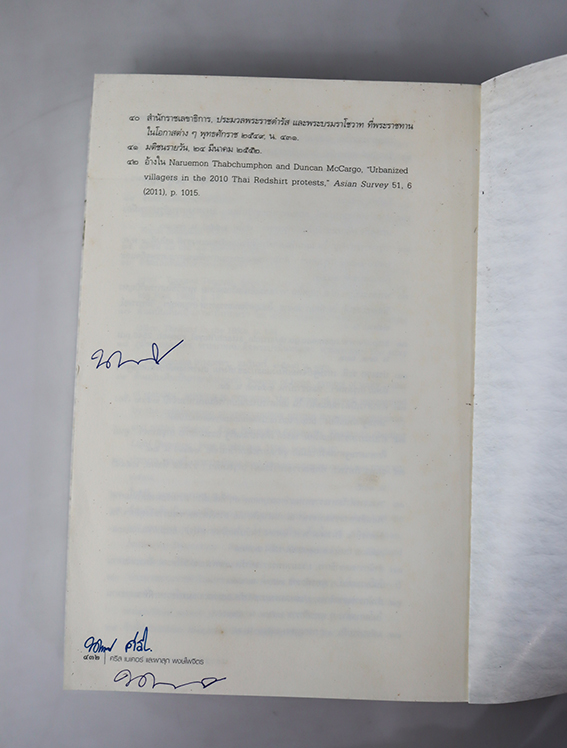 ๔๐ สำนักราชเลขาธิการ, ประมวลพระราชดำรัส และพระบรมราโชวาท ที่พระราชทาน
ในโอกาสต่าง ๆ พุทธศักราช ๒๕๔๙, น. ๔๓๑.
๔๑ มติชนรายวัน, ๒๔ มีนาคม ๒๕๕๒.
๔๒ อ้างใน Naruemon Thabchumphon and Duncan McCargo, "Urbanized
villagers in the 2010 Thai Redshirt protests," Asian Survey 51, 6
(2011), p. 1015.
๔๓๒ | คริส เบเคอร์ และผาสุก พงษ์ไพจิตร